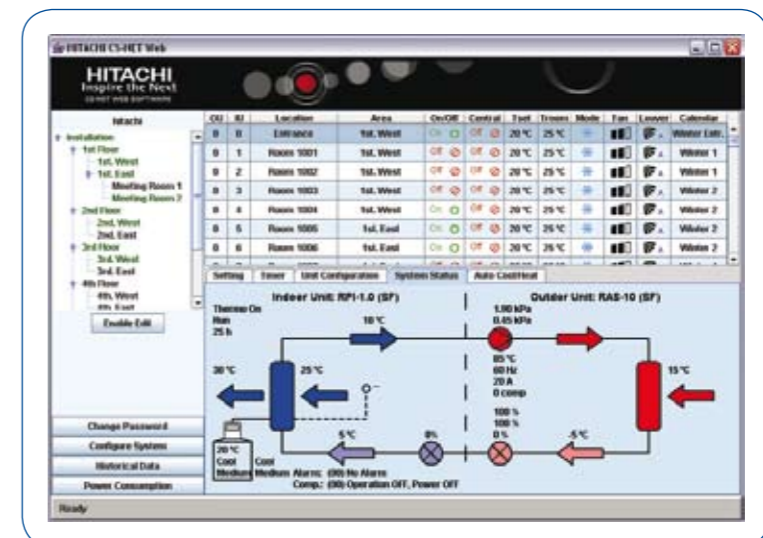 HITACHI CS-NET Web
HITACHI
Inspire the Next
CS-NET WEB SOFTWARE
hitachi
Installation
1st Floor
1st. West
1st. East
Meeting Room 1
Meeting Room 2
2nd Floor
2nd. West
2nd. East
3rd Floor
3rd. West
3rd. East
4th Floor
4th. West
4th. East
Enable Edit
Change Password
Configure System
Historical Data
Power Consumption
OU IU Location Area On/Off Central Tset Trooms Mode Fan Louver Calendar
0 0 Entrance 1st. West On Off 20 ºC 25 ºC A Winter Entr.
0 1 Room 1001 1st. West Off Off 20 ºC 25 ºC A Winter 1
0 2 Room 1002 1st. West Off Off 20 ºC 25 ºC A Winter 1
0 3 Room 1003 1st. West Off Off 20 ºC 25 ºC A Winter 2
0 4 Room 1004 1st. West On Off 20 ºC 25 ºC A Winter 2
0 5 Room 1005 1st. East On Off 20 ºC 25 ºC A Winter 2
0 6 Room 1006 1st. East On Off 20 ºC 25 ºC A Winter 2
Setting Timer Unit Configuration System Status Auto Cool/Heat
Indoor Unit: RPI-1.0 (SF)
Outdor Unit: RAS-10 (SF)
Thermo On
Run
25 h
10 ºC
1.90 kPa
0.45 kPa
30 ºC
25 ºC
85 ºC
60 Hz
20 A
0 comp
15 ºC
100 %
100 %
0 %
5 ºC
0%
-5 ºC
20 ºC
Cool Cool
Medium Medium
Alarm: (00) No Alarm
Comp.: (00) Operation OFF, Power OFF
Ready